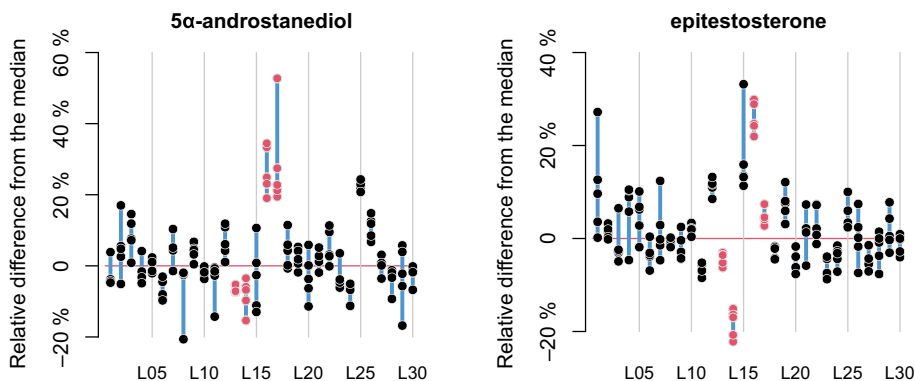 5α-androstanediol
Relative difference from the median
60 %
40 %
20 %
0
−20 %
L05 L10 L15 L20 L25 L30
epitestosterone
Relative difference from the median
40 %
20 %
0
−20 %
L05 L10 L15 L20 L25 L30